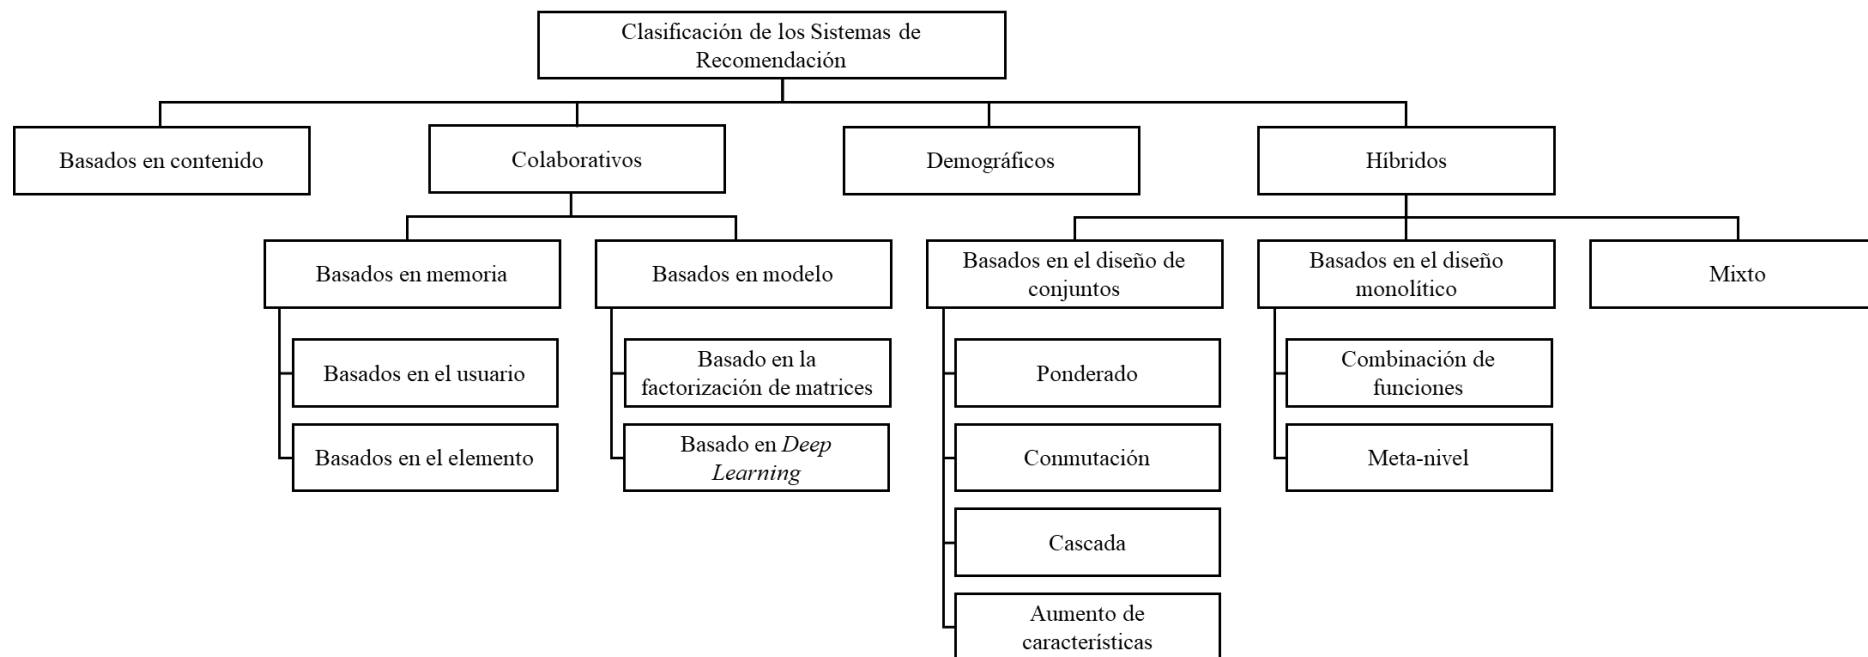 Clasificación de los Sistemas de
Recomendación
Basados en contenido
Colaborativos
Demográficos
Híbridos
Basados en memoria
Basados en modelo
Basados en el diseño de
conjuntos
Basados en el diseño
monolítico
Mixto
Basados en el usuario
Basado en la
factorización de matrices
Ponderado
Combinación de
funciones
Basados en el elemento
Basado en Deep
Learning
Conmutación
Meta-nivel
Cascada
Aumento de
características